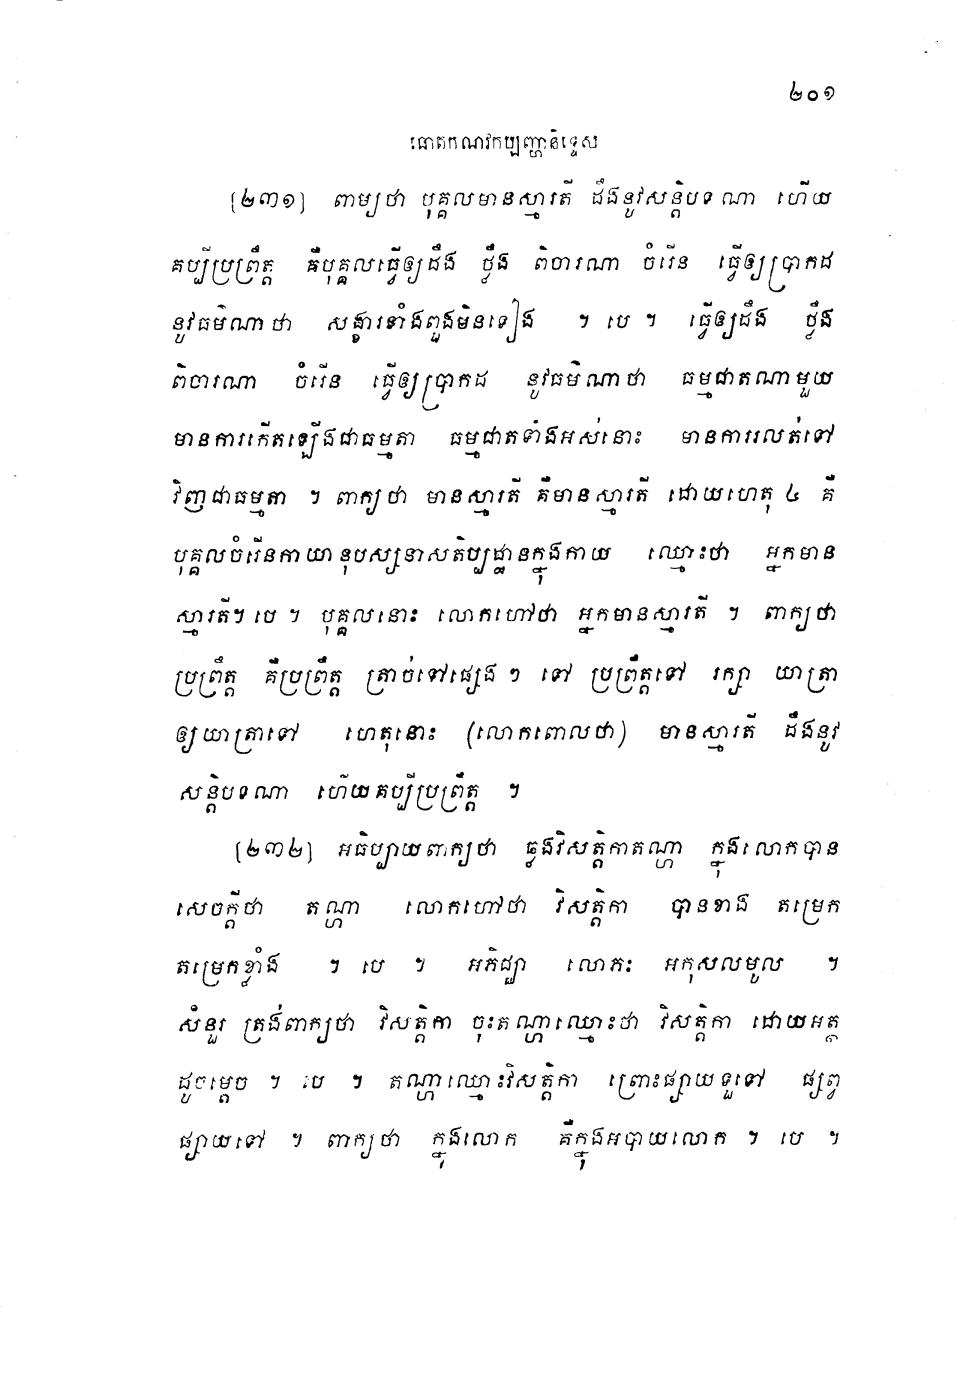 ២០១
ធោតកណវកប្បញ្ហានិទ្ទេស
[២៣១] ពាម្យថា បុគ្គលមានស្មារតី ដឹងនូវសន្តិបទណា ហើយ
គប្បីប្រព្រឹត្ត គឺបុគ្គលធ្វើឲ្យដឹង ថ្លឹង ពិចារណា ចំរើន ធ្វើឲ្យប្រាកដ
នូវធម៌ណាថា សង្ខារទាំងពួងមិនទៀង ។ បេ ។ ធ្វើឲ្យដឹង ថ្លឹង
ពិចារណា ចំរើន ធ្វើឲ្យប្រាកដ នូវធម៌ណាថា ធម្មជាតណាមួយ
មានការកើតឡើងជាធម្មតា ធម្មជាតទាំងអស់នោះ មានការរលត់ទៅ
វិញជាធម្មតា ។ ពាក្យថា មានស្មារតី គឺមានស្មារតី ដោយហេតុ ៤ គឺ
បុគ្គលចំរើនកាយានុបស្សនាសតិប្បដ្ឋានក្នុងកាយ ឈ្មោះថា អ្នកមាន
ស្មារតី។ បេ ។ បុគ្គលនោះ លោកហៅថា អ្នកមានស្មារតី ។ ពាក្យថា
ប្រព្រឹត្ត គឺប្រព្រឹត្ត ត្រាច់ទៅផ្សេង ៗ ទៅ ប្រព្រឹត្តទៅ រក្សា យាត្រា
ឲ្យយាត្រាទៅ ហេតុនោះ (លោកពោលថា) មានស្មារតី ដឹងនូវ
សន្តិបទណា ហើយគប្បីប្រព្រឹត្ត ។
[២៣២] អធិប្បាយពាក្យថា ឆ្លងវិសត្តិកាតណ្ហា ក្នុងលោកបាន
សេចក្តីថា តណ្ហា លោកហៅថា វិសត្តិកា បានខាង តម្រេក
តម្រេកខ្លាំង ។ បេ ។ អភិជ្ឈា លោភៈ អកុសលមូល ។
សំនួរ ត្រង់ពាក្យថា វិសត្តិកា ចុះតណ្ហាឈ្មោះថា វិសត្តិកា ដោយអត្ថ
ដូចម្តេច ។ បេ ។ តណ្ហាឈ្មោះវិសត្តិកា ព្រោះផ្សាយទួទៅ ផ្សព្វ
ផ្សាយទៅ ។ ពាក្យថា ក្នុងលោក គឺក្នុងអបាយលោក ។ បេ ។